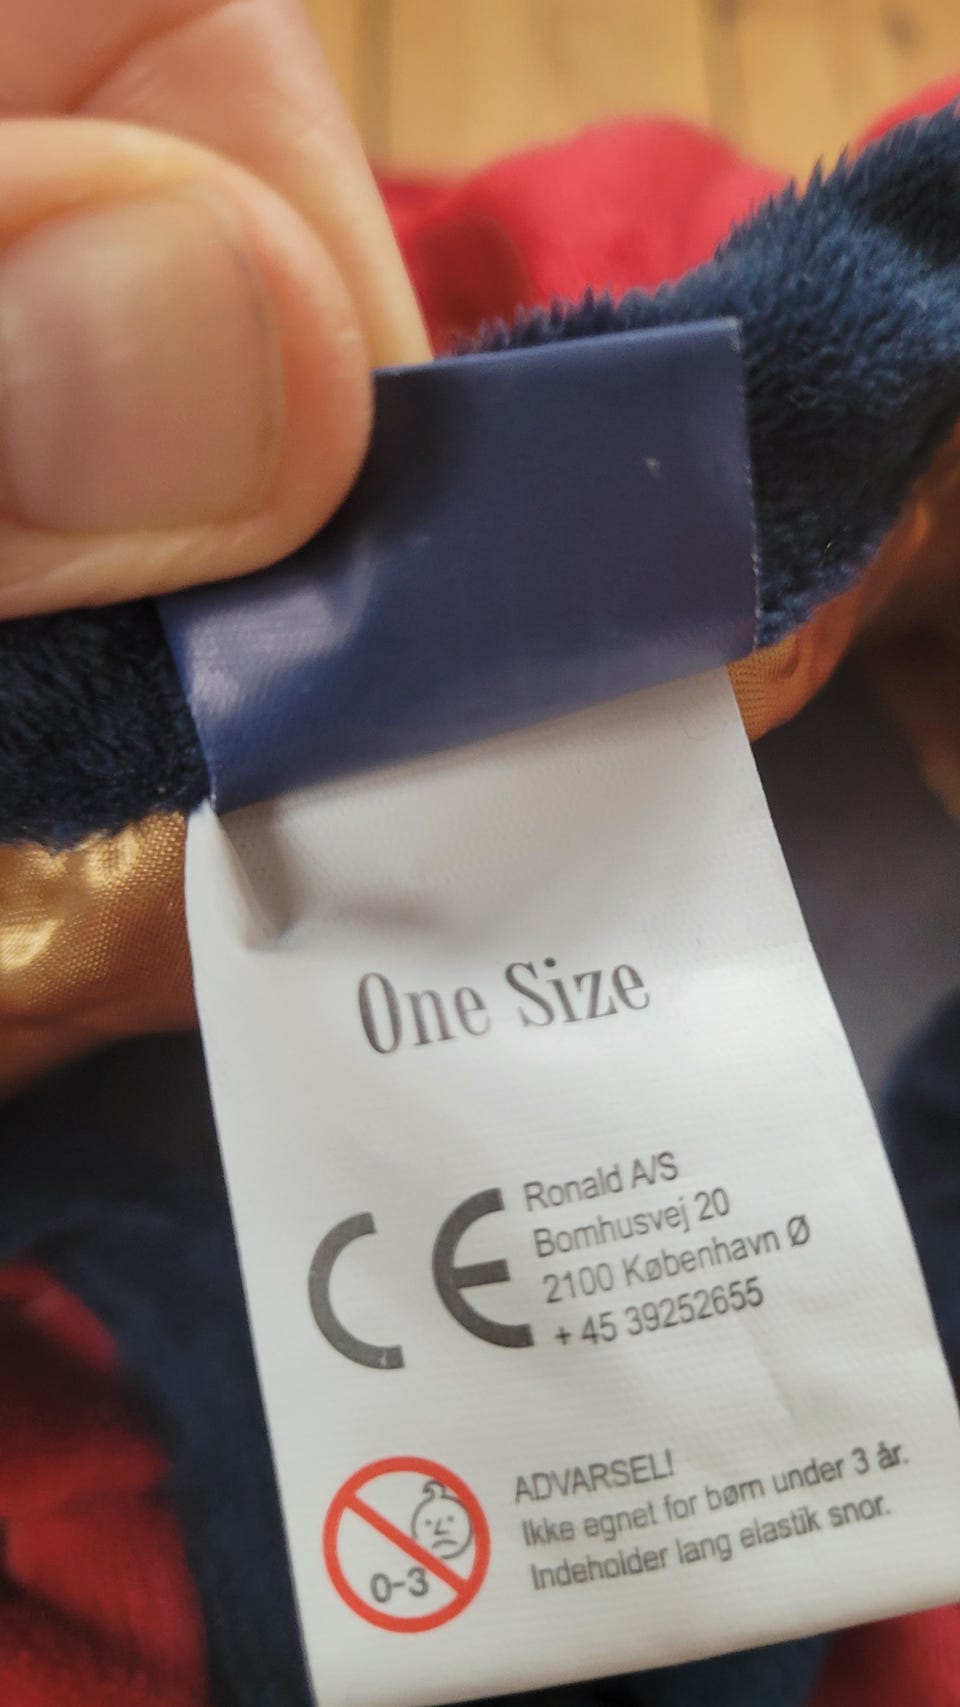 One Size
CE
Ronald A/S
Bomhusvej 20
2100 København Ø
+ 45 39252655
0-3
ADVARSEL!
Ikke egnet for børn under 3 år.
Indeholder lang elastik snor.